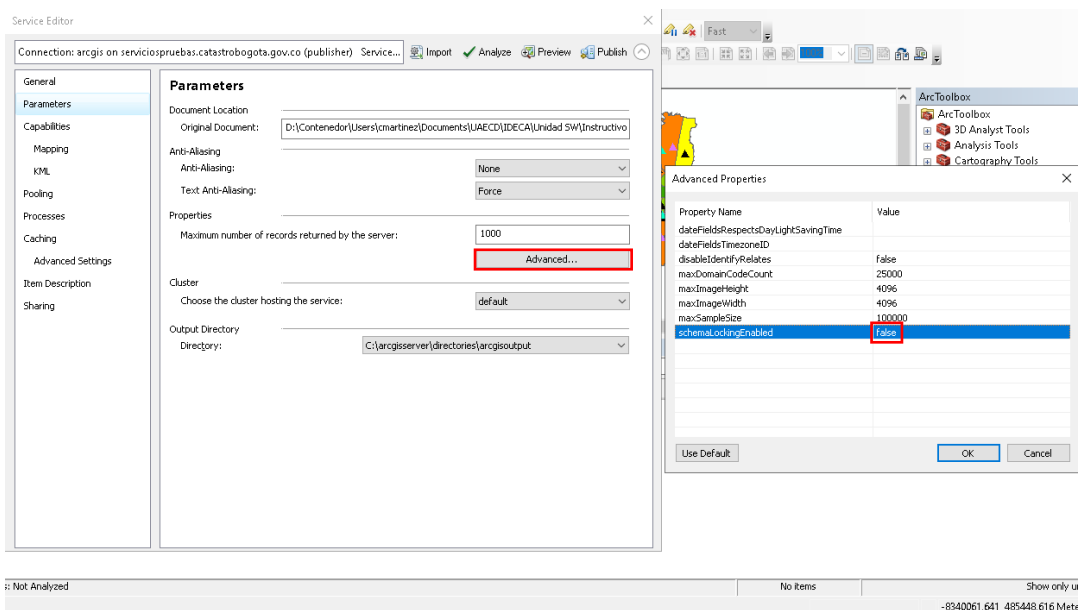 Service Editor
Connection: arcgis on serviciospruebas.catastrobogota.gov.co (publisher) Service... Import Analyze Preview Publish
General
Parameters
Capabilities
Mapping
KML
Pooling
Processes
Caching
Advanced Settings
Item Description
Sharing
Parameters
Document Location
Original Document: D:\Contenedor\Users\cmartinez\Documents\UAECD\IDECA\Unidad SW\Instructivo
Anti-Aliasing
Anti-Aliasing: None
Text Anti-Aliasing: Force
Properties
Maximum number of records returned by the server: 1000
Advanced...
Cluster
Choose the cluster hosting the service: default
Output Directory
Directory: C:\arcgisserver\directories\arcgisoutput
Fast
ArcToolbox
ArcToolbox
3D Analyst Tools
Analysis Tools
Cartography Tools
Advanced Properties
Property Name Value
dateFieldsRespectsDayLightSavingTime
dateFieldsTimezoneID
disableIdentifyRelates false
maxDomainCodeCount 25000
maxImageHeight 4096
maxImageWidth 4096
maxSampleSize 100000
schemaLockingEnabled false
Use Default OK Cancel
s: Not Analyzed No items Show only u
-8340061.641 485448.616 Mete